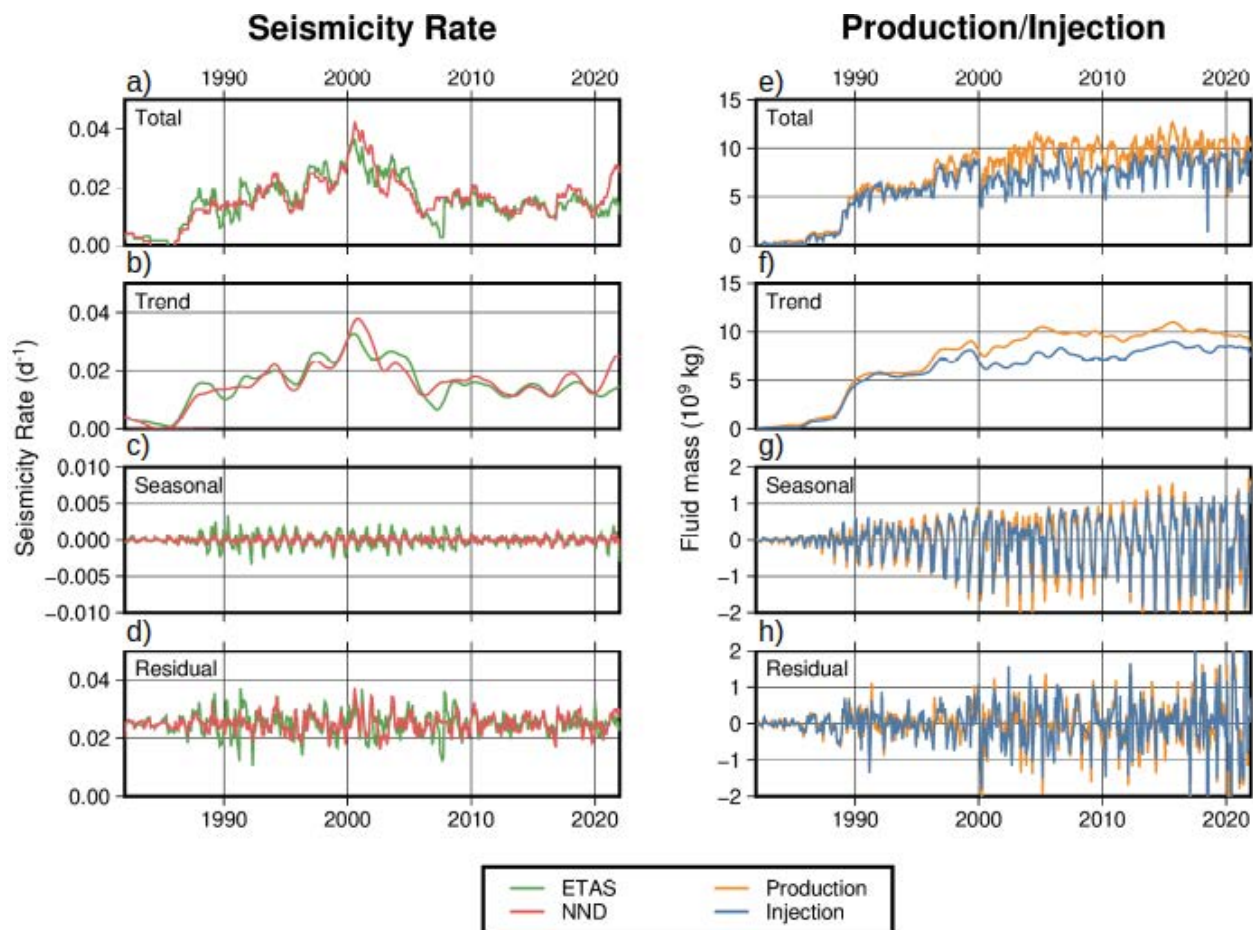 Seismicity Rate
Production/Injection
a)
1990
2000
2010
2020
Total
0.04
0.02
0.00
b)
Trend
0.04
0.02
0.00
c)
Seasonal
0.010
0.005
0.000
−0.005
−0.010
d)
Residual
0.04
0.02
0.00
1990
2000
2010
2020
Seismicity Rate (d⁻¹)
e)
1990
2000
2010
2020
Total
15
10
5
0
f)
Trend
15
10
5
0
g)
Seasonal
2
1
0
−1
−2
h)
Residual
2
1
0
−1
−2
1990
2000
2010
2020
Fluid mass (10⁹ kg)
ETAS
NND
Production
Injection